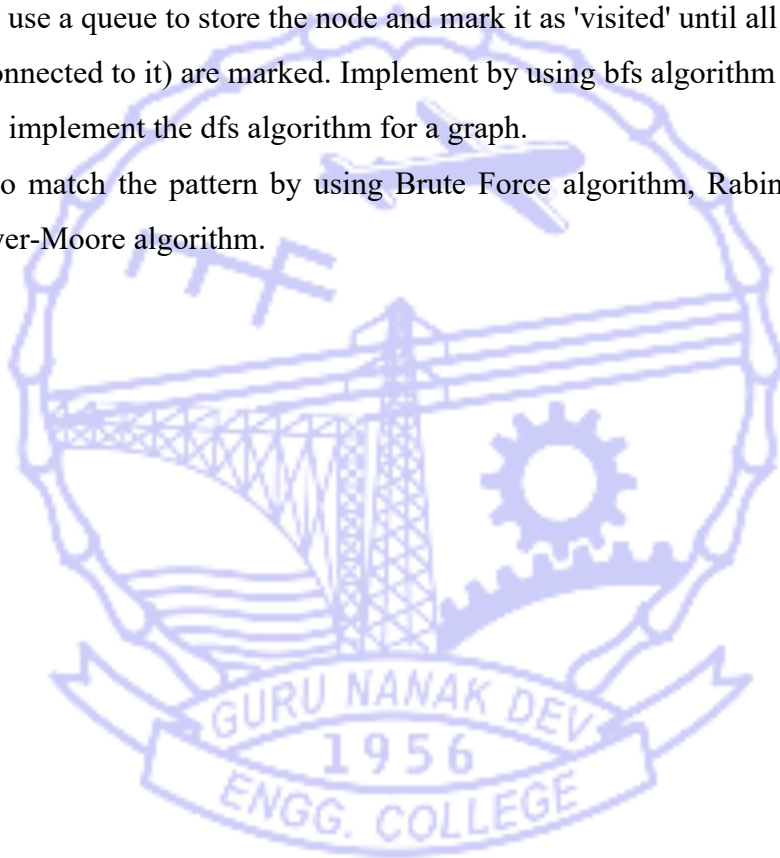 use a queue to store the node and mark it as 'visited' until all
onnected to it) are marked. Implement by using bfs algorithm
implement the dfs algorithm for a graph.
o match the pattern by using Brute Force algorithm, Rabin
yer-Moore algorithm.
ITF
GURU NANAK DEV
1956
ENGG. COLLEGE